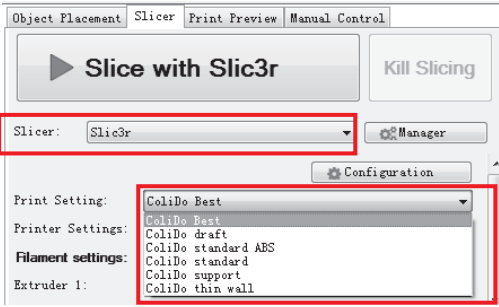 Object Placement Slicer Print Preview Manual Control
Slice with Slic3r Kill Slicing
Slicer: Slic3r Manager
Configuration
Print Setting: ColiDo Best
Printer Settings: ColiDo Best
ColiDo draft
Filament settings: ColiDo standard ABS
ColiDo standard
ColiDo support
Extruder 1: ColiDo thin wall